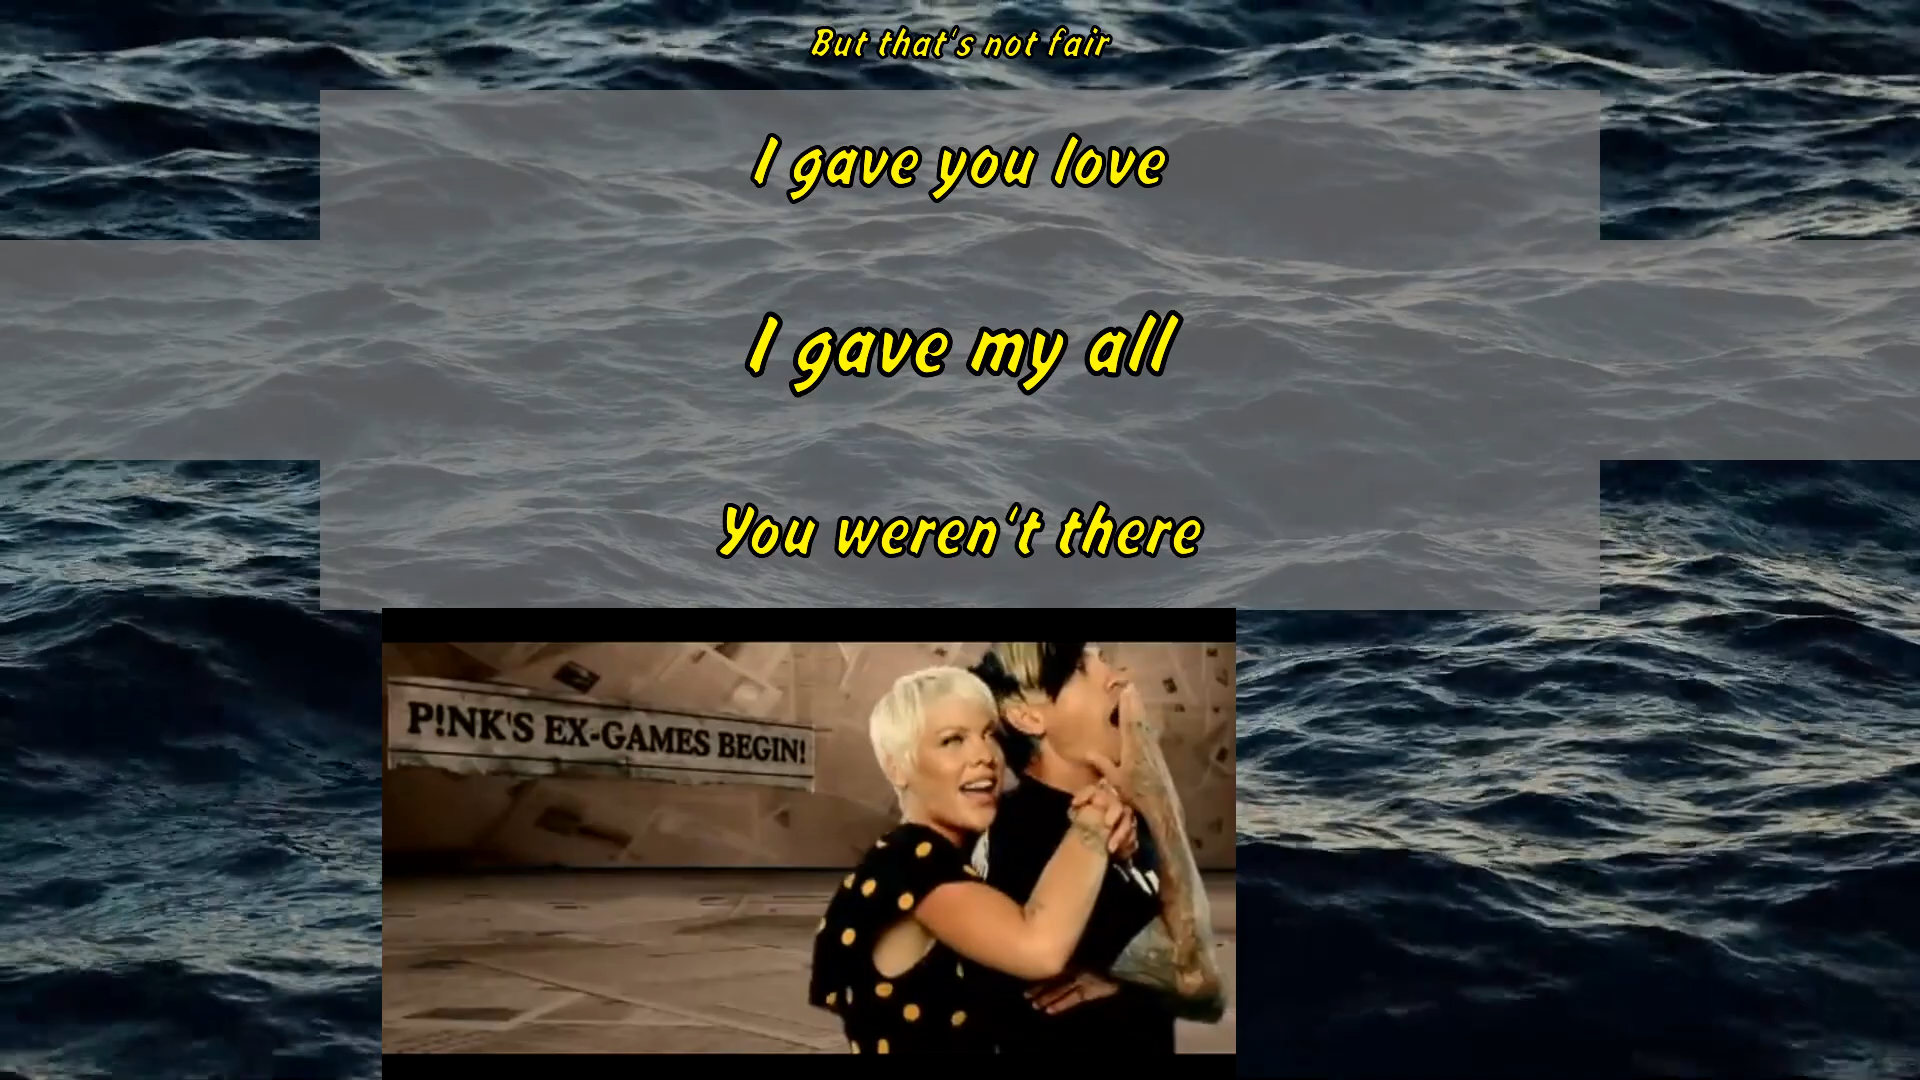 But that's not fair
I gave you love
I gave my all
You weren't there
P!NK'S EX-GAMES BEGIN!